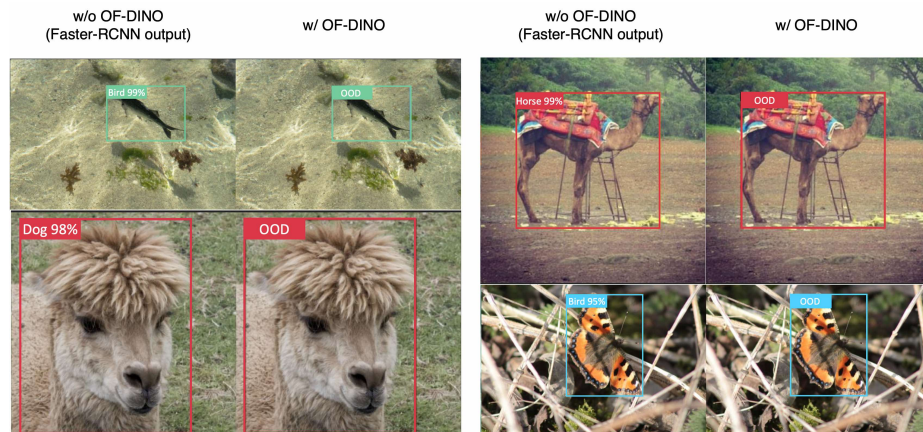 w/o OF-DINO
(Faster-RCNN output)
w/ OF-DINO
Bird 99%
OOD
Dog 98%
OOD
w/o OF-DINO
(Faster-RCNN output)
w/ OF-DINO
Horse 99%
OOD
Bird 95%
OOD